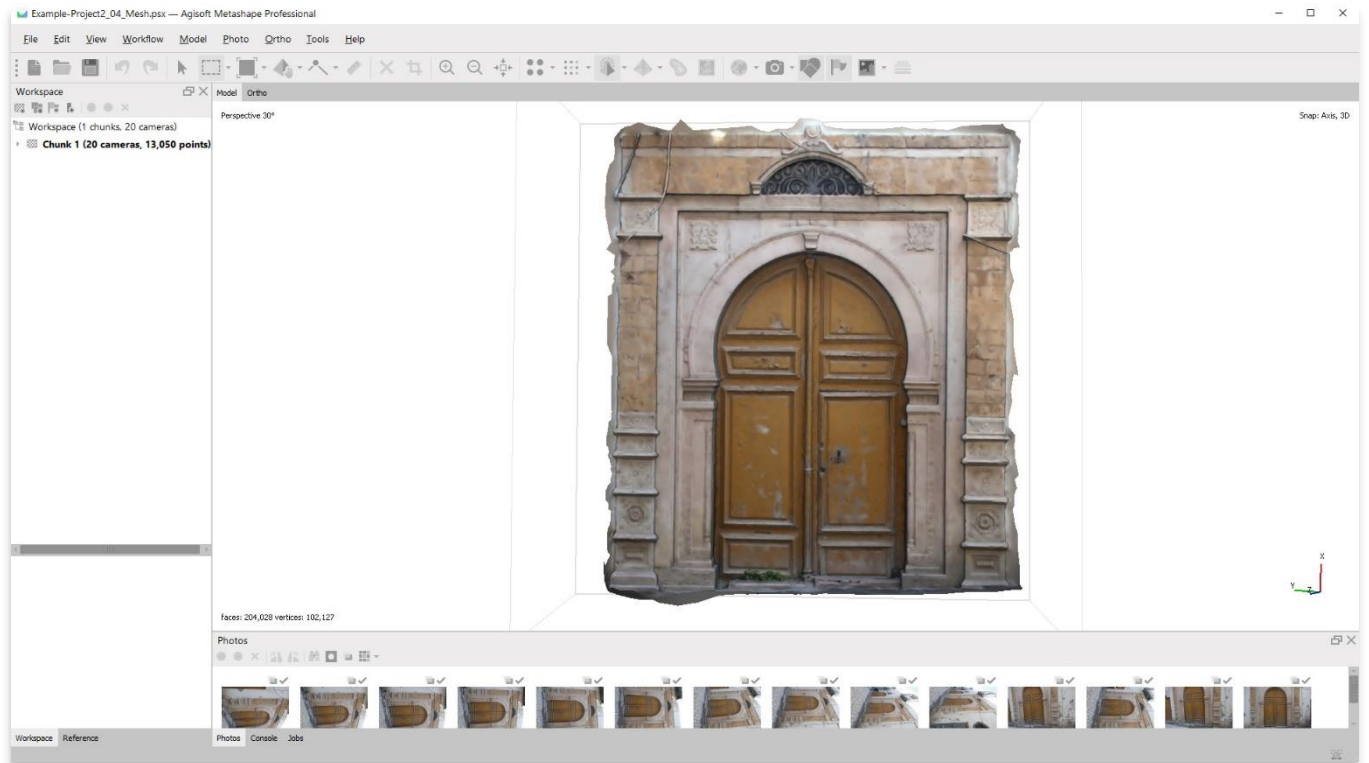 Example-Project2_04_Mesh.psx — Agisoft Metashape Professional
File Edit View Workflow Model Photo Ortho Tools Help
Workspace
Workspace (1 chunks, 20 cameras)
Chunk 1 (20 cameras, 13,050 points)
Model Ortho
Perspective 30°
Snap: Axis, 3D
X
Y
Z
faces: 204,028 vertices: 102,127
Photos
Workspace Reference
Photos Console Jobs